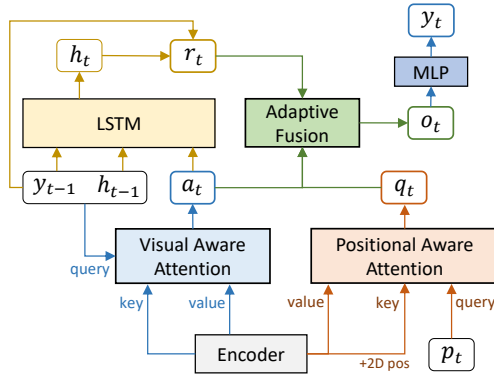 y_t
h_t
r_t
MLP
LSTM
Adaptive
Fusion
o_t
y_{t-1} h_{t-1}
a_t
q_t
Visual Aware
Attention
Positional Aware
Attention
query
key
value
value
key
query
Encoder
+2D pos
p_t